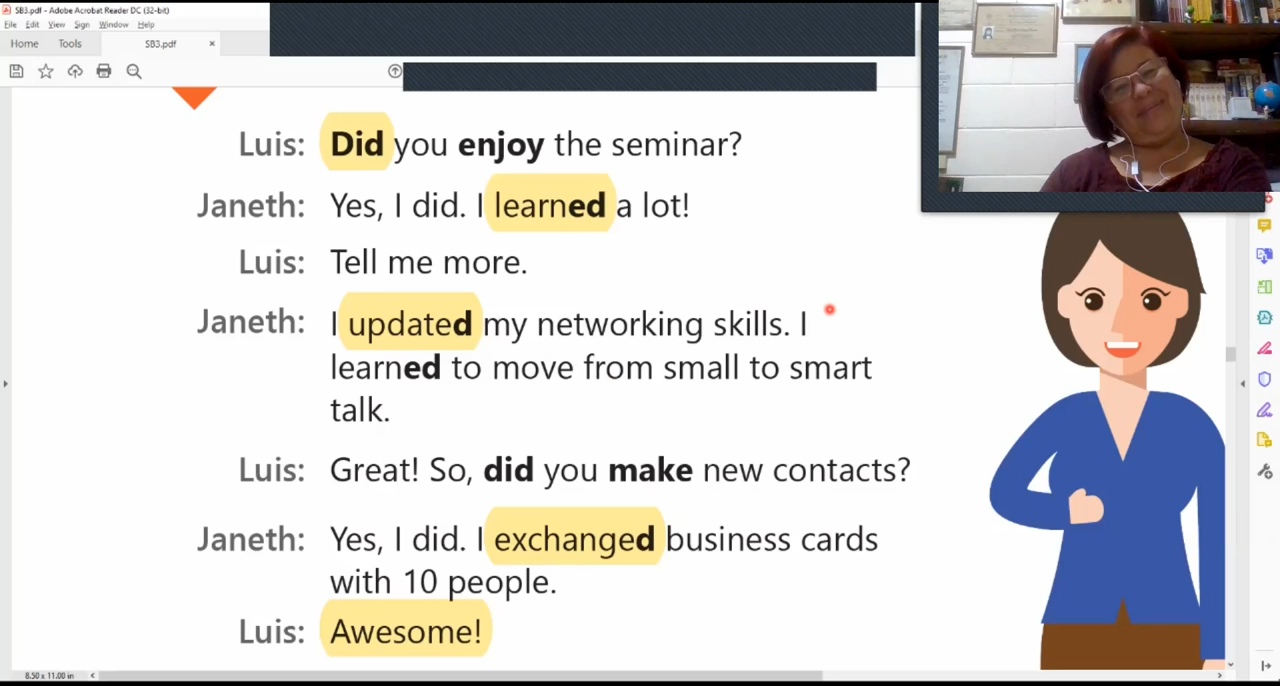 SB3.pdf - Adobe Acrobat Reader DC (32-bit)
File Edit View Sign Window Help
Home Tools SB3.pdf ×
Luis: Did you enjoy the seminar?
Janeth: Yes, I did. I learned a lot!
Luis: Tell me more.
Janeth: I updated my networking skills. I
learned to move from small to smart
talk.
Luis: Great! So, did you make new contacts?
Janeth: Yes, I did. I exchanged business cards
with 10 people.
Luis: Awesome!
8.50 x 11.00 in